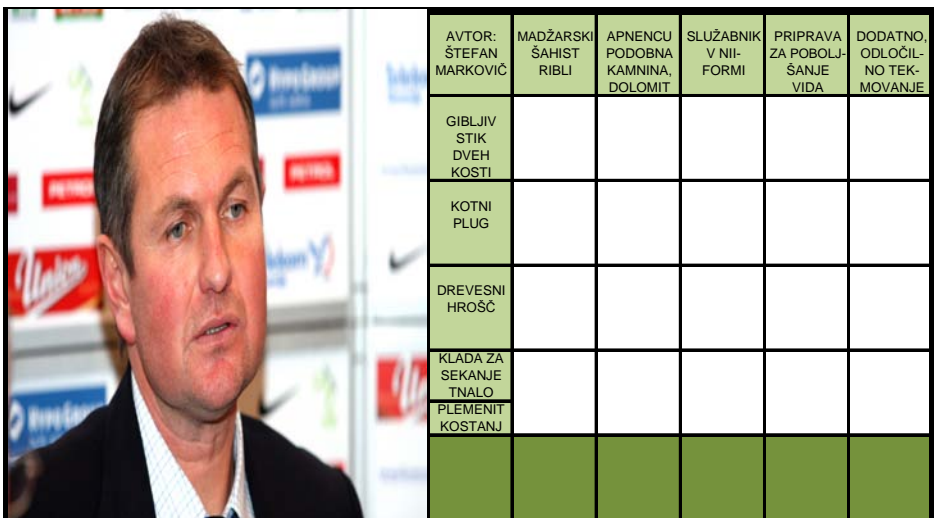 AVTOR:
ŠTEFAN
MARKOVIČ
MADŽARSKI
ŠAHIST
RIBLI
APNENCU
PODOBNA
KAMNINA,
DOLOMIT
SLUŽABNIK
V NII-
FORMI
PRIPRAVA
ZA POBOLJ-
ŠANJE
VIDA
DODATNO,
ODLOČIL-
NO TEK-
MOVANJE
GIBLJIV
STIK
DVEH
KOSTI
KOTNI
PLUG
DREVESNI
HROŠČ
KLADA ZA
SEKANJE
TNALO
PLEMENIT
KOSTANJ
PETROL
Union